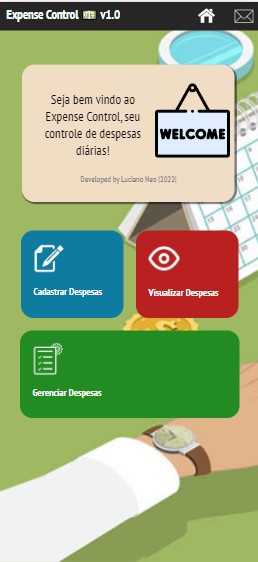 Expense Control v1.0
Seja bem vindo ao
Expense Control, seu
controle de despesas
diárias!
WELCOME
Developed by Luciano Neo [2022]
Cadastrar Despesas
Visualizar Despesas
Gerenciar Despesas